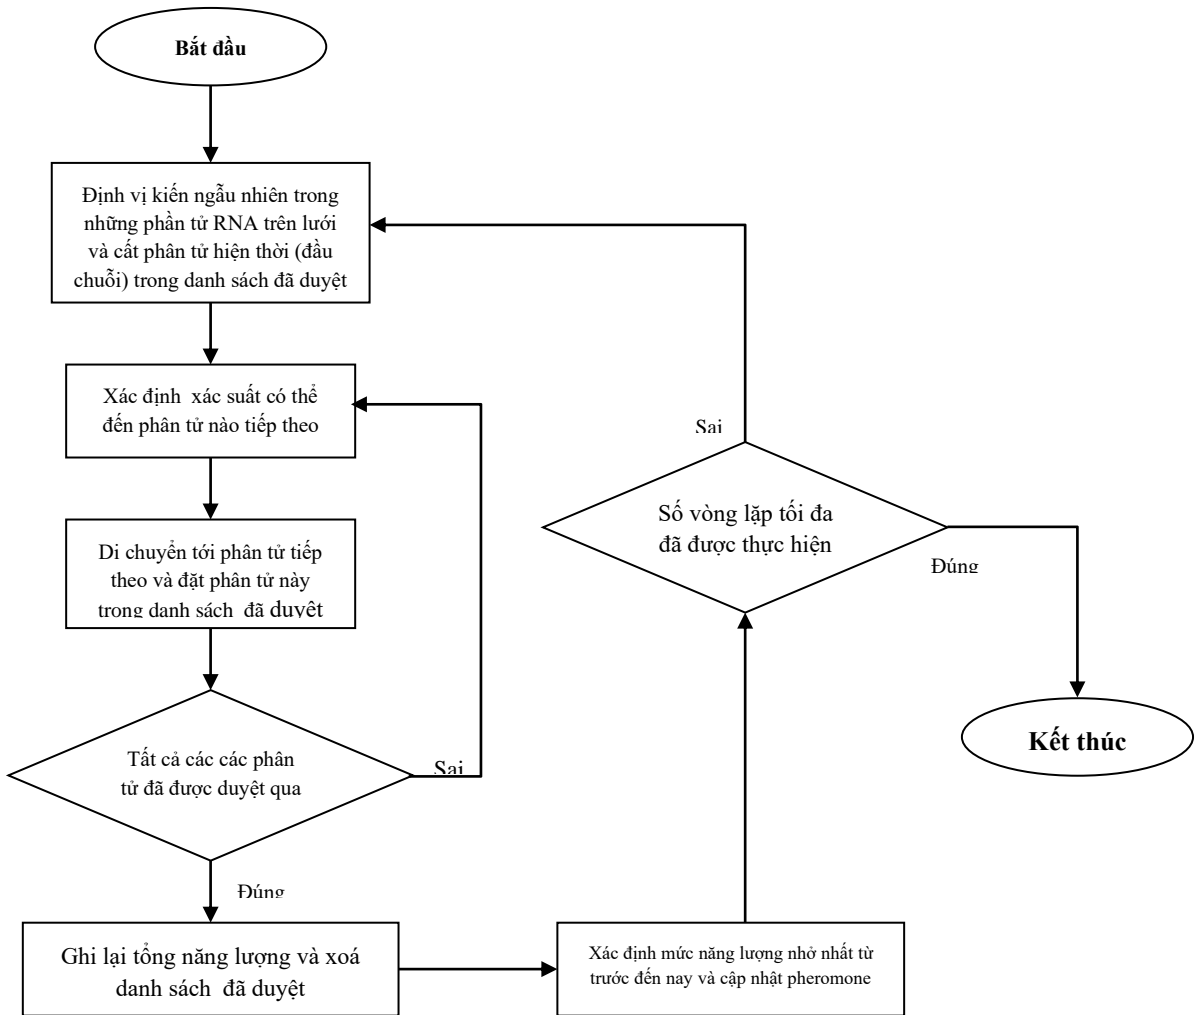 Bắt đầu
Định vị kiến ngẫu nhiên trong
những phần tử RNA trên lưới
và cất phân tử hiện thời (đầu
chuỗi) trong danh sách đã duyệt
Xác định xác suất có thể
đến phân tử nào tiếp theo
Di chuyển tới phân tử tiếp
theo và đặt phân tử này
trong danh sách đã duyệt
Tất cả các các phân
tử đã được duyệt qua
Sai
Đúng
Ghi lại tổng năng lượng và xoá
danh sách đã duyệt
Xác định mức năng lượng nhở nhất từ
trước đến nay và cập nhật pheromone
Số vòng lặp tối đa
đã được thực hiện
Sai
Đúng
Kết thúc